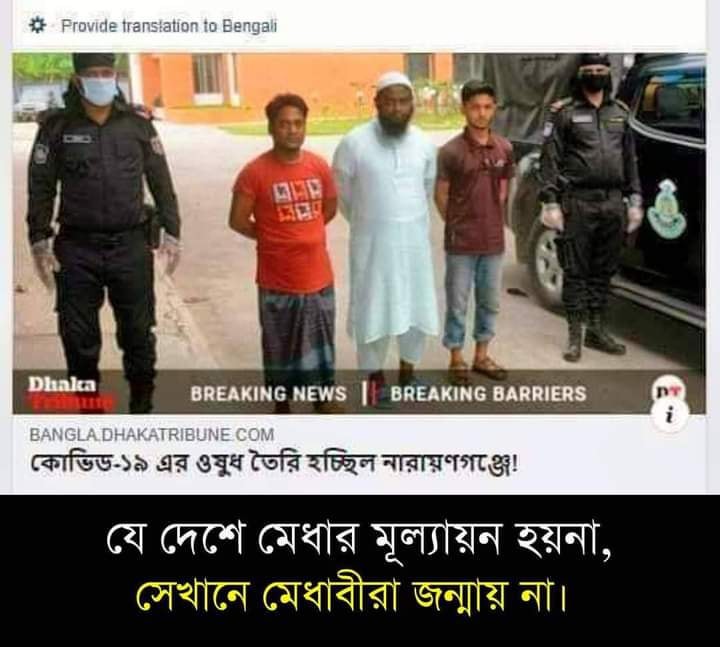 Provide translation to Bengali
Dhaka
Tribune
BREAKING NEWS || BREAKING BARRIERS
DT
i
BANGLA.DHAKATRIBUNE.COM
কোভিড-১৯ এর ওষুধ তৈরি হচ্ছিল নারায়ণগঞ্জে!
যে দেশে মেধার মূল্যায়ন হয়না,
সেখানে মেধাবীরা জন্মায় না।